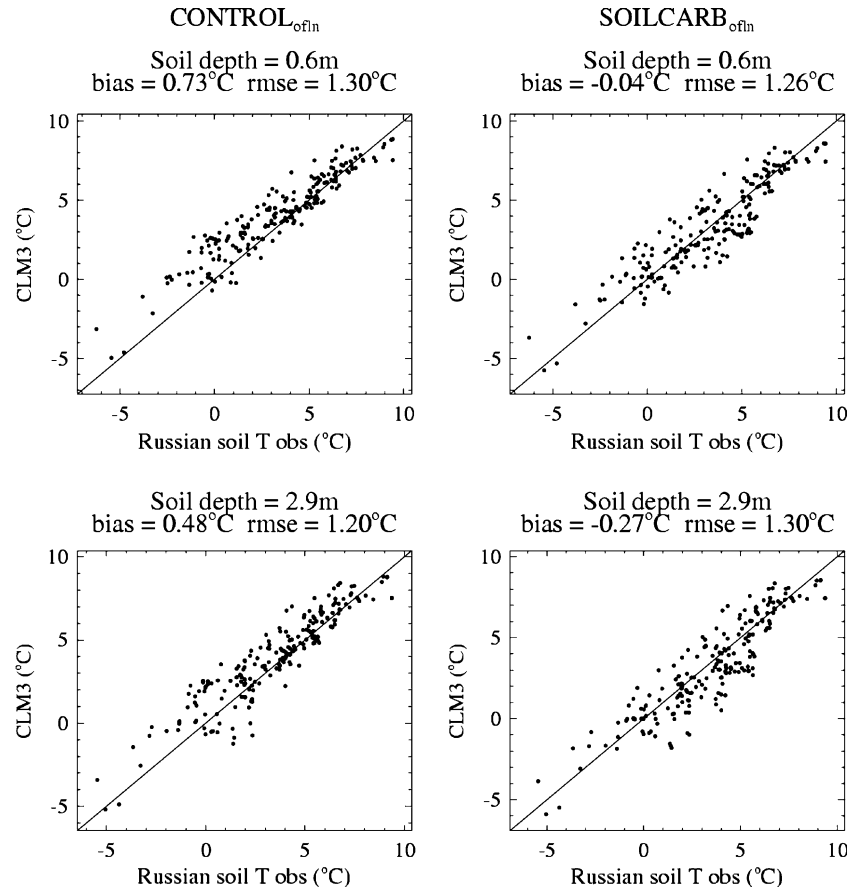 CONTROLofln
SOILCARBofln
Soil depth = 0.6m
bias = 0.73°C rmse = 1.30°C
Soil depth = 0.6m
bias = -0.04°C rmse = 1.26°C
10
5
0
-5
CLM3 (°C)
-5 0 5 10
Russian soil T obs (°C)
10
5
0
-5
CLM3 (°C)
-5 0 5 10
Russian soil T obs (°C)
Soil depth = 2.9m
bias = 0.48°C rmse = 1.20°C
Soil depth = 2.9m
bias = -0.27°C rmse = 1.30°C
10
5
0
-5
CLM3 (°C)
-5 0 5 10
Russian soil T obs (°C)
10
5
0
-5
CLM3 (°C)
-5 0 5 10
Russian soil T obs (°C)